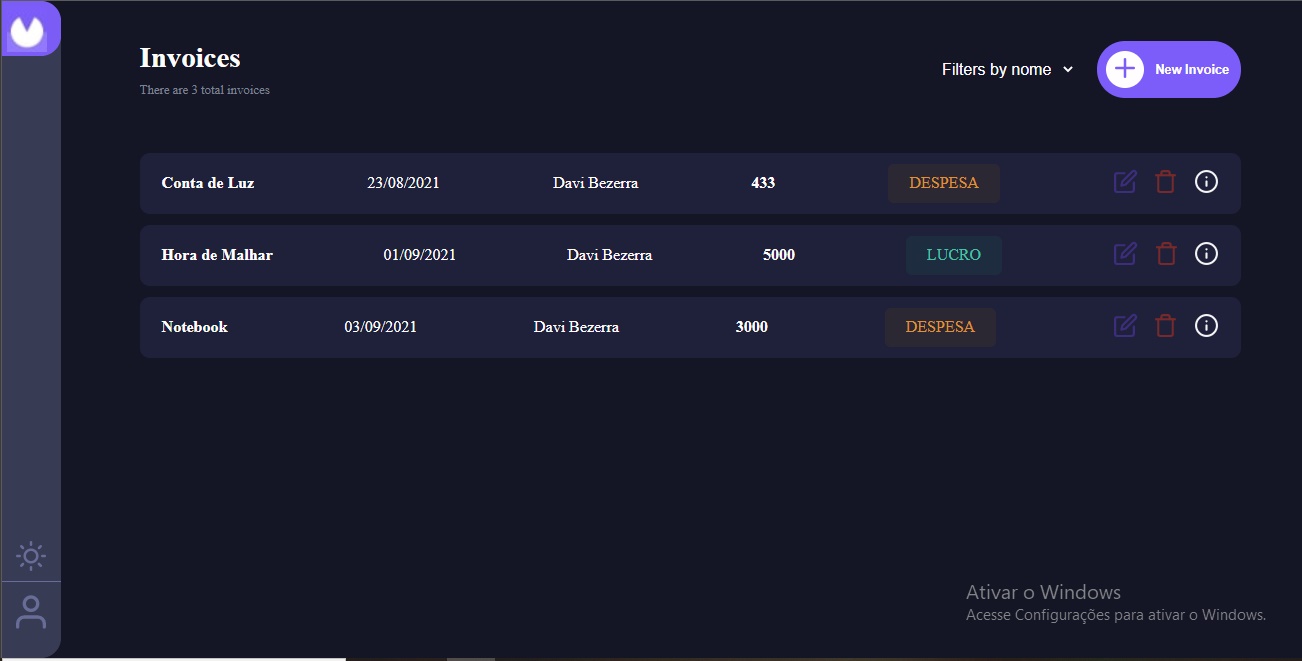 Invoices
There are 3 total invoices
Filters by nome
New Invoice
Conta de Luz 23/08/2021 Davi Bezerra 433 DESPESA
Hora de Malhar 01/09/2021 Davi Bezerra 5000 LUCRO
Notebook 03/09/2021 Davi Bezerra 3000 DESPESA
Ativar o Windows
Acesse Configurações para ativar o Windows.